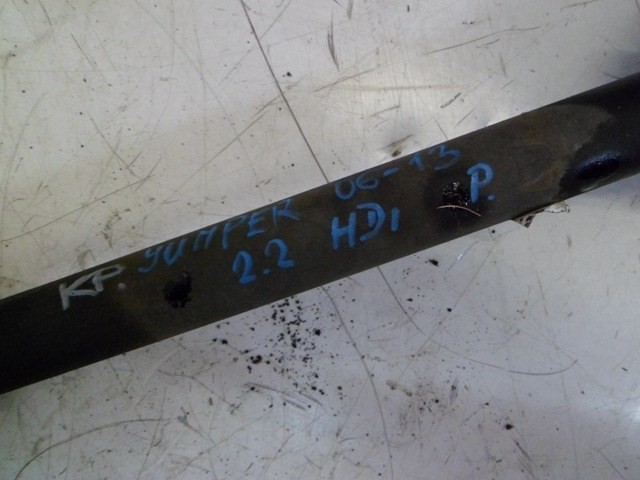 KP. JUMPER 06-13
2.2 HDI P.